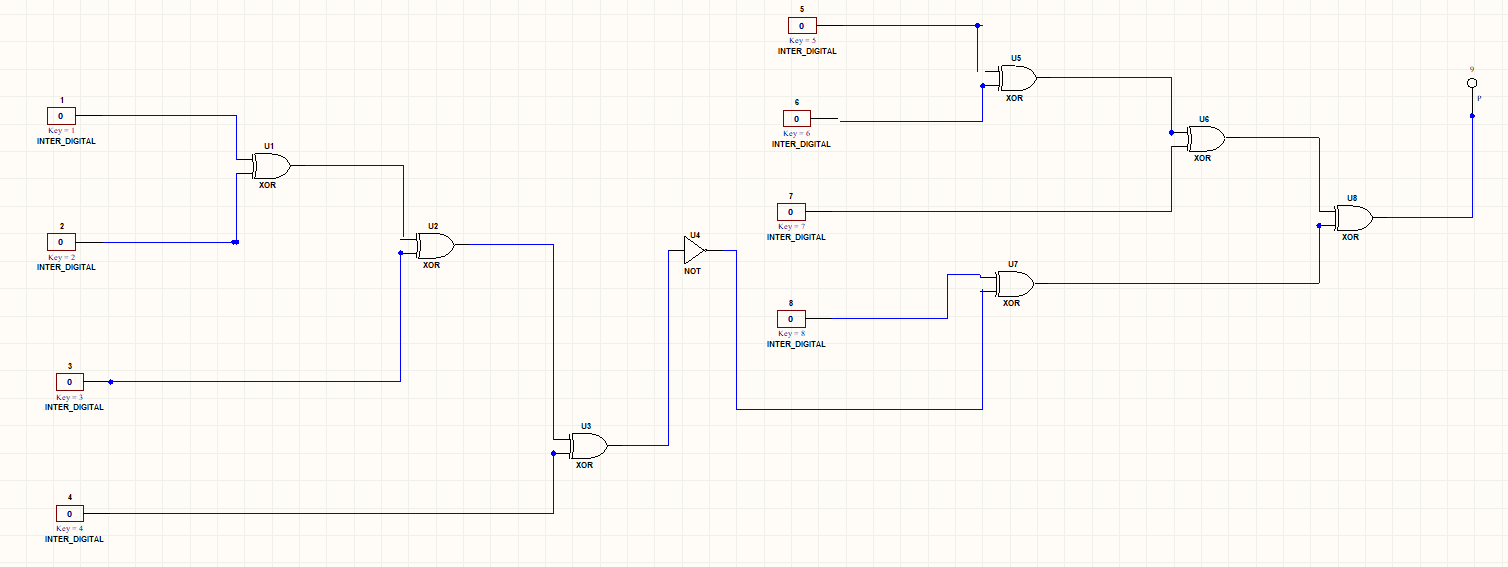 5
0
Key = 5
INTER_DIGITAL
U5
XOR
9
P
1
0
Key = 1
INTER_DIGITAL
6
0
Key = 6
INTER_DIGITAL
U6
XOR
U1
XOR
7
0
Key = 7
INTER_DIGITAL
U8
XOR
2
0
Key = 2
INTER_DIGITAL
U2
XOR
U4
NOT
U7
XOR
8
0
Key = 8
INTER_DIGITAL
3
0
Key = 3
INTER_DIGITAL
U3
XOR
4
0
Key = 4
INTER_DIGITAL